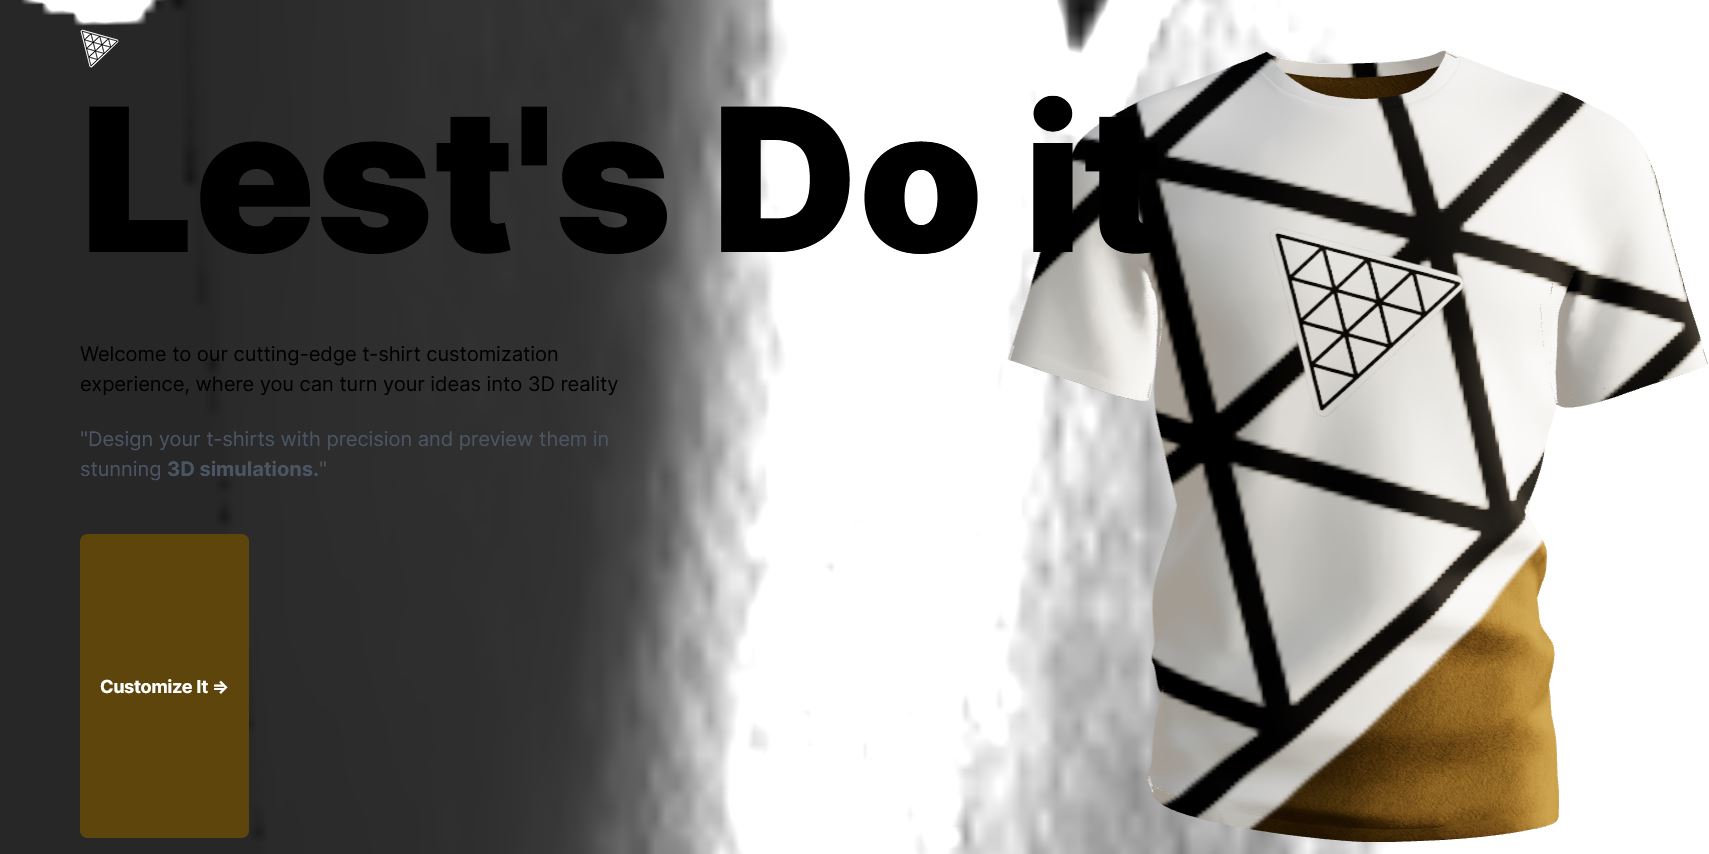 Lest's Do it
Welcome to our cutting-edge t-shirt customization
experience, where you can turn your ideas into 3D reality
"Design your t-shirts with precision and preview them in
stunning 3D simulations."
Customize It →